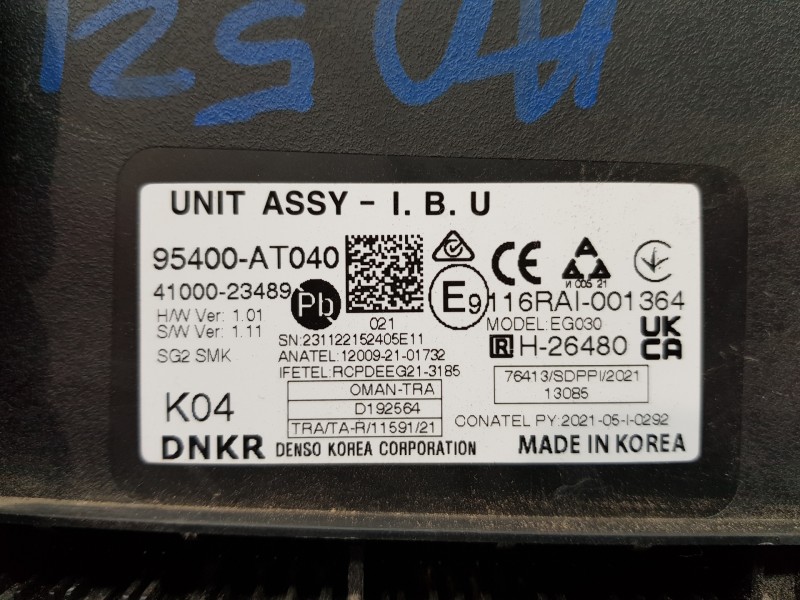 UNIT ASSY - I. B. U
95400-AT040
41000-23489
H/W Ver: 1.01
S/W Ver: 1.11
SG2 SMK
K04
DNKR
Pb
021
SN:231122152405E11
ANATEL:12009-21-01732
IFETEL:RCPDEEG21-3185
OMAN-TRA
D192564
TRA/TA-R/11591/21
DENSO KOREA CORPORATION
CE
И 005 21
E9 116RAI-001364
MODEL:EG030
R H-26480
UK
CA
76413/SDPPI/2021
13085
CONATEL PY:2021-05-I-0292
MADE IN KOREA